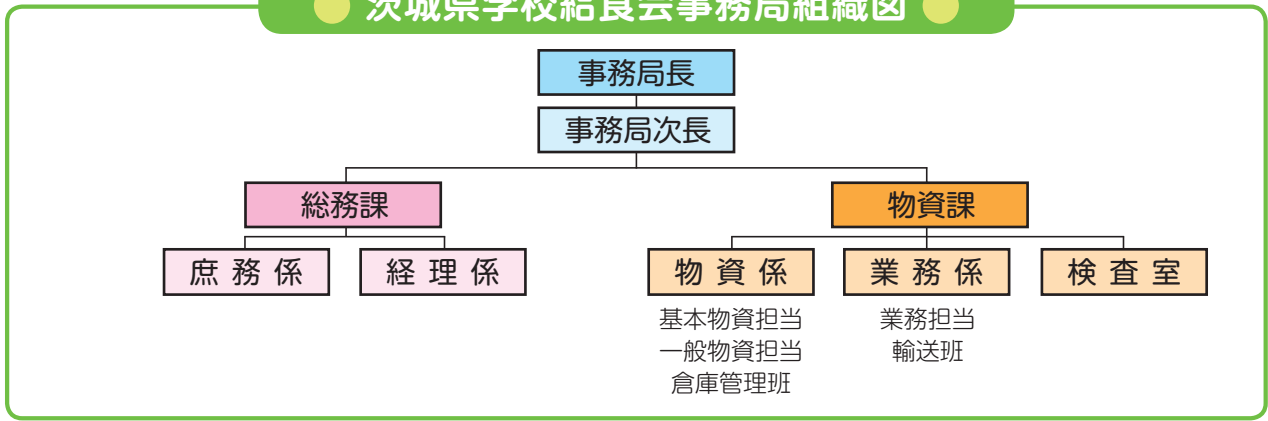 茨城県学校給食会事務局組織図
事務局長
事務局次長
総務課
物資課
庶務係
経理係
物資係
業務係
検査室
基本物資担当
一般物資担当
倉庫管理班
業務担当
輸送班